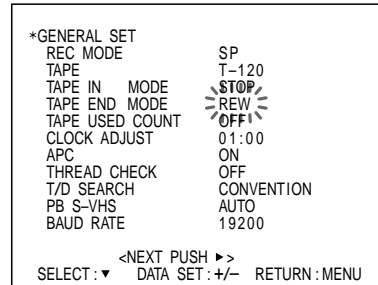 *GENERAL SET
REC MODE SP
TAPE T–120
TAPE IN MODE STOP
TAPE END MODE REW
TAPE USED COUNT OFF
CLOCK ADJUST 01:00
APC ON
THREAD CHECK OFF
T/D SEARCH CONVENTION
PB S–VHS AUTO
BAUD RATE 19200
<NEXT PUSH ►>
SELECT:▼ DATA SET:+/– RETURN:MENU